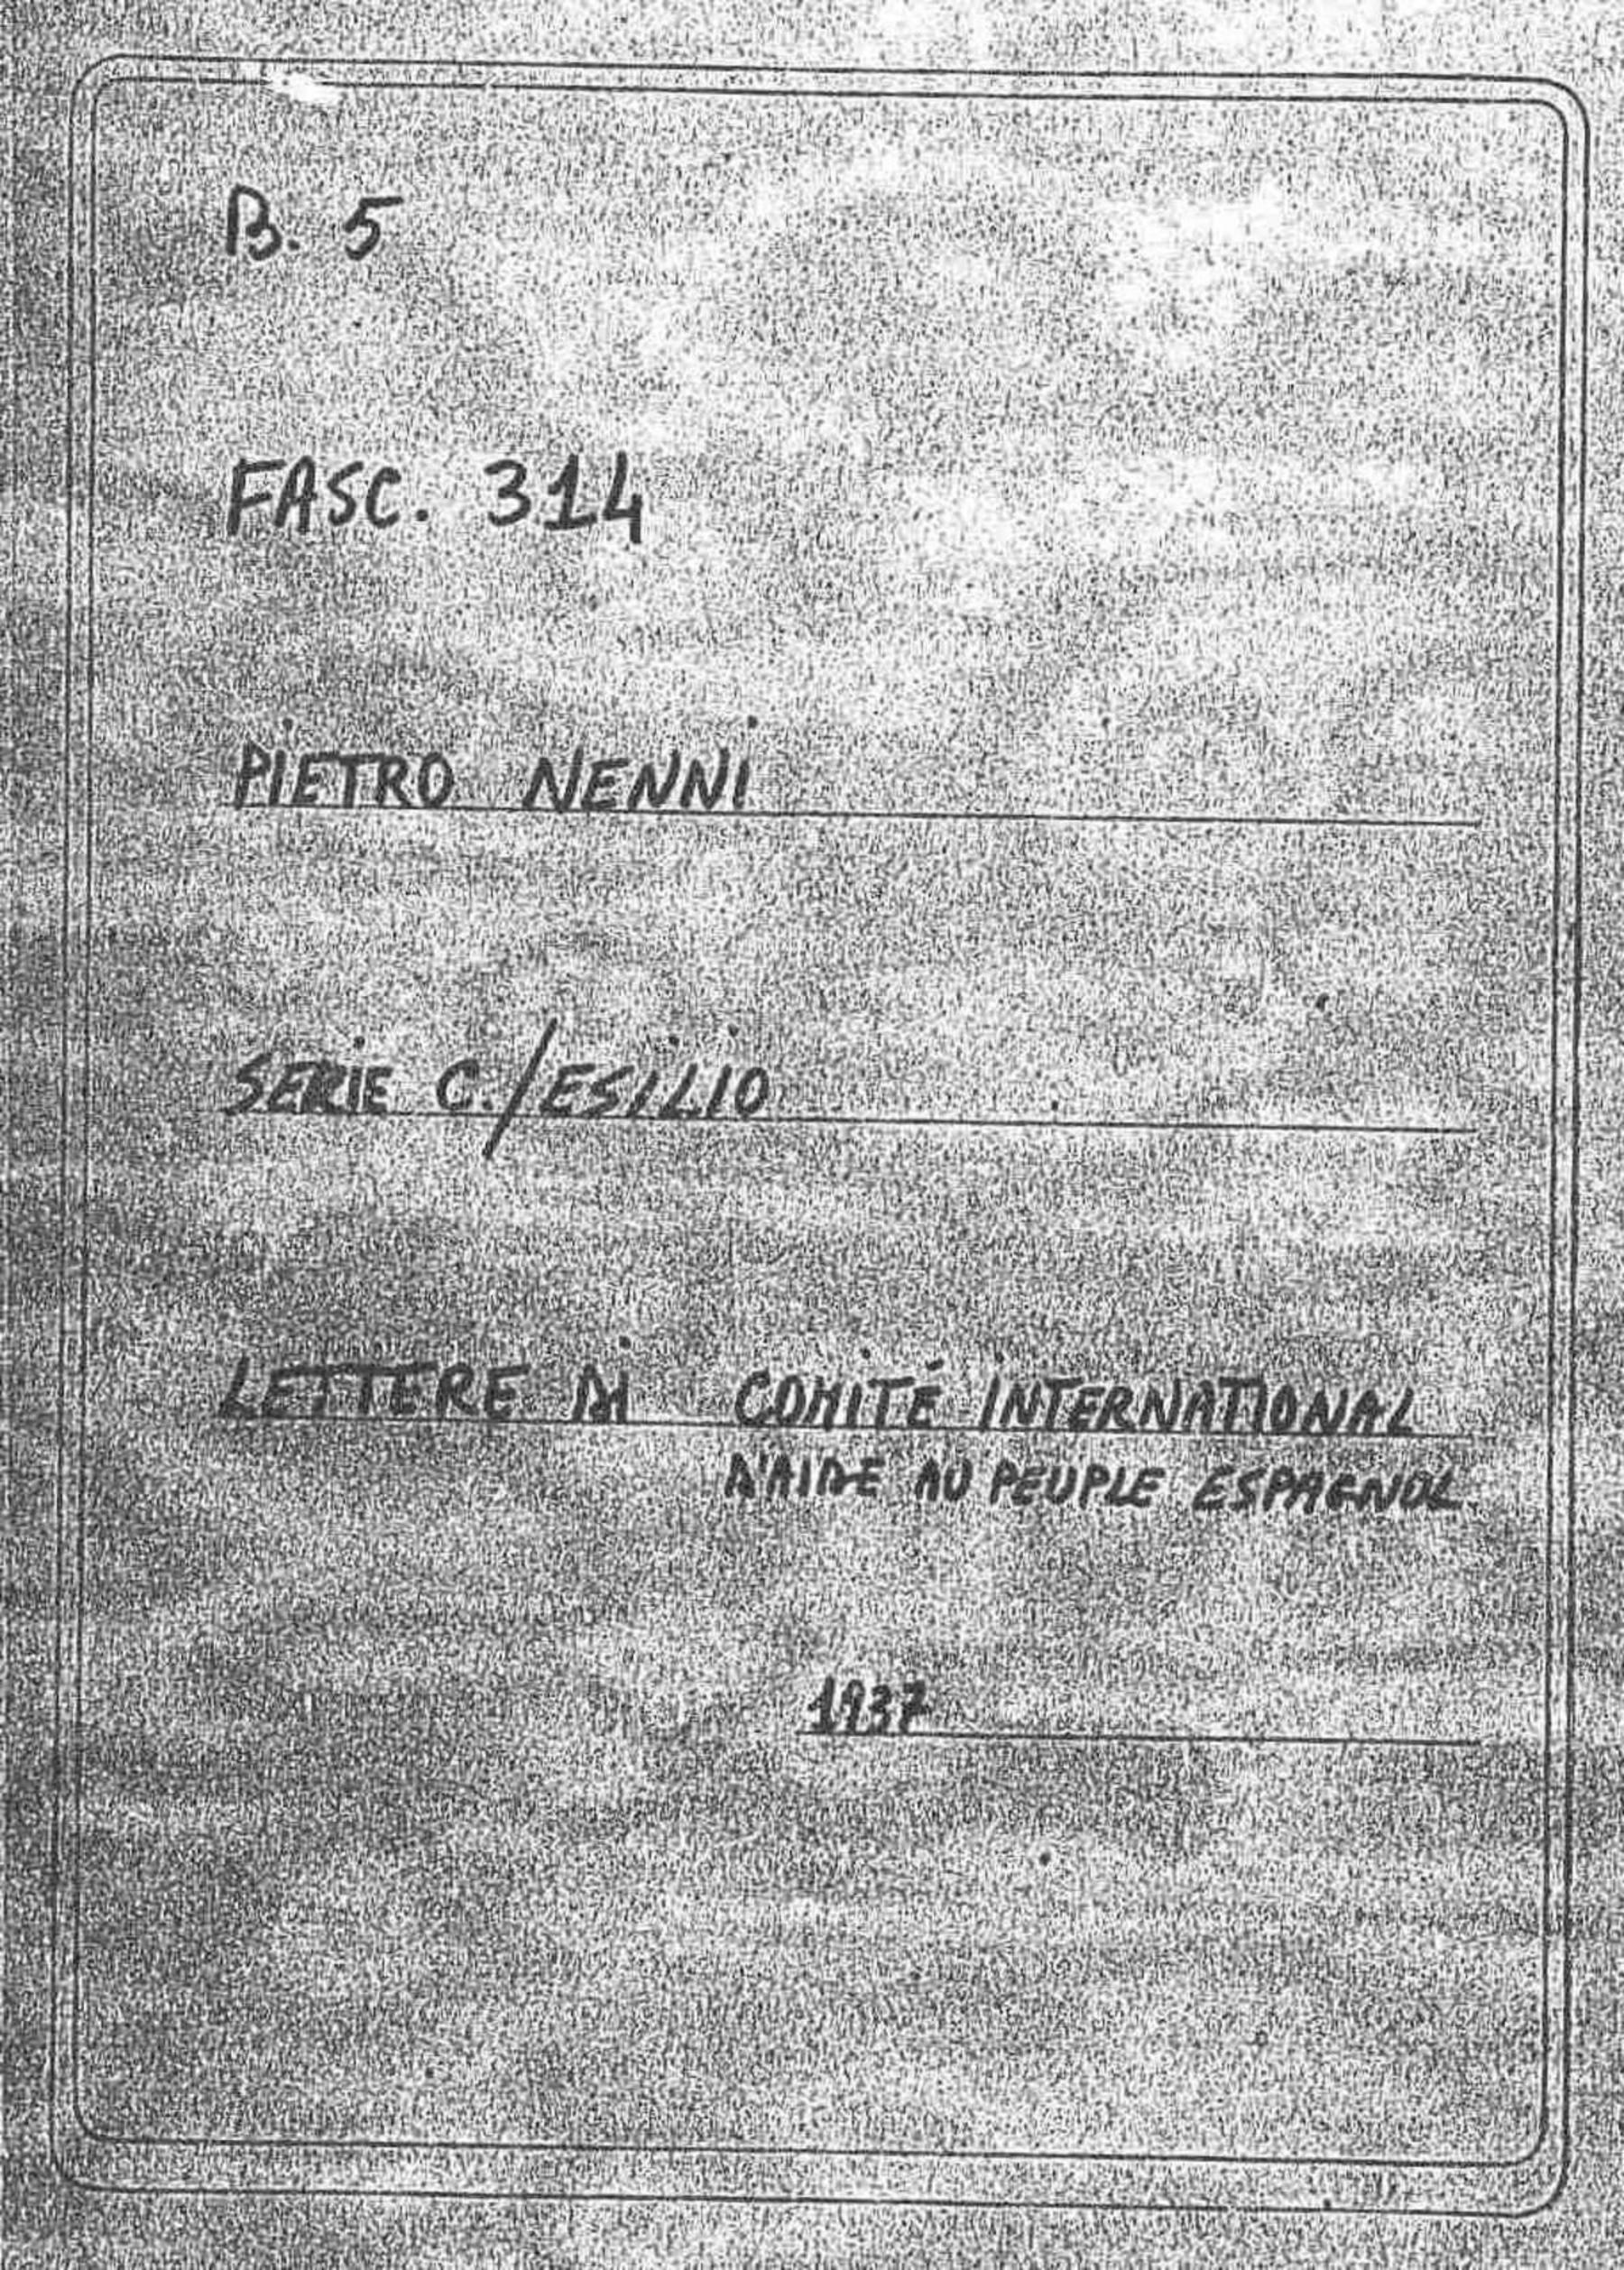 B. 5
FASC. 314
PIETRO NENNI
SERIE C./ESILIO
LETTERE DI COMITÉ INTERNATIONAL
D'AIDE AU PEUPLE ESPAGNOL
1937